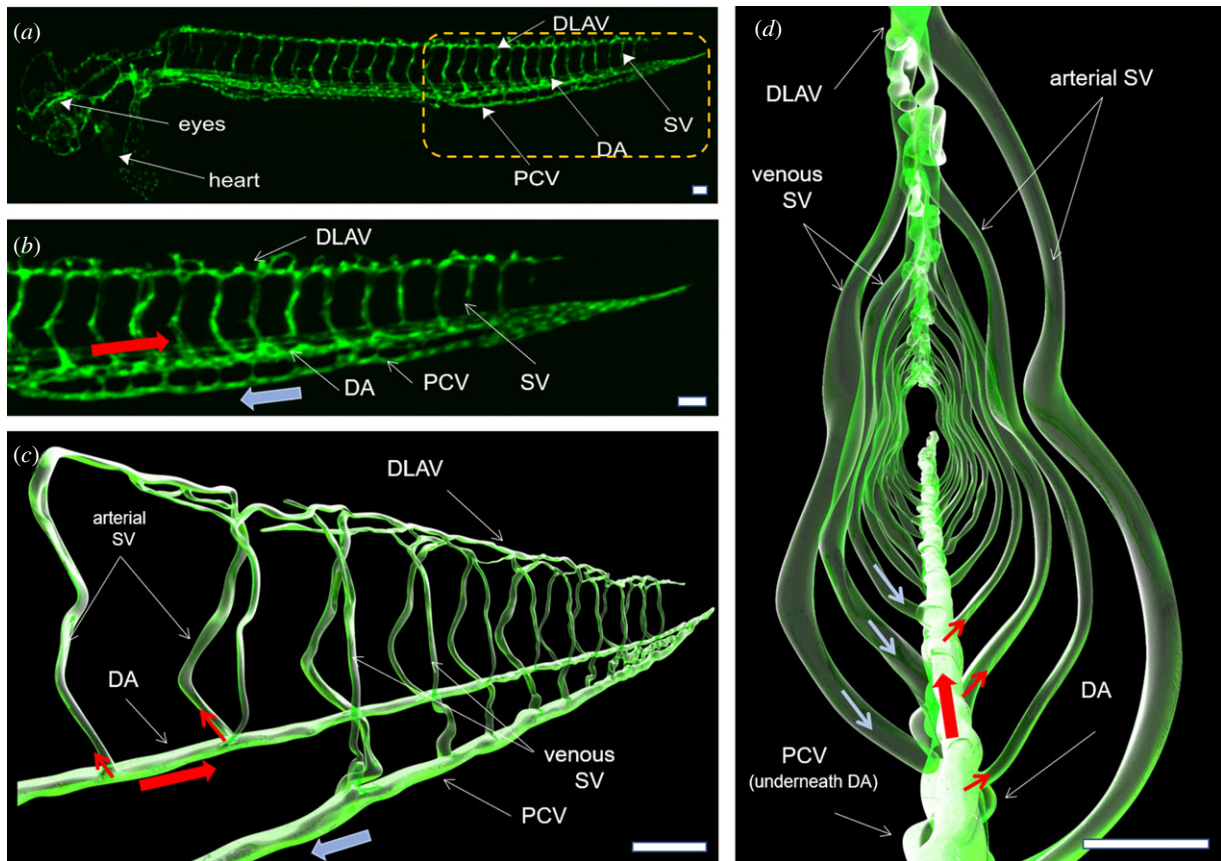 (a)
DLAV
eyes
SV
DA
heart
PCV
(b)
DLAV
DA
PCV
SV
(c)
DLAV
arterial
SV
DA
venous
SV
PCV
(d)
DLAV
arterial SV
venous
SV
DA
PCV
(underneath DA)